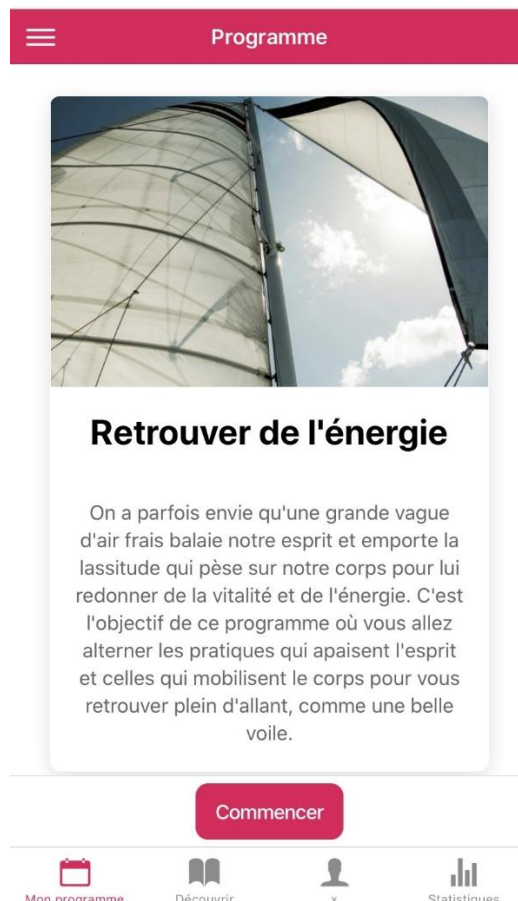 Programme
Retrouver de l'énergie
On a parfois envie qu'une grande vague
d'air frais balaie notre esprit et emporte la
lassitude qui pèse sur notre corps pour lui
redonner de la vitalité et de l'énergie. C'est
l'objectif de ce programme où vous allez
alterner les pratiques qui apaisent l'esprit
et celles qui mobilisent le corps pour vous
retrouver plein d'allant, comme une belle
voile.
Commencer
Mon programme Découvrir x Statistiques